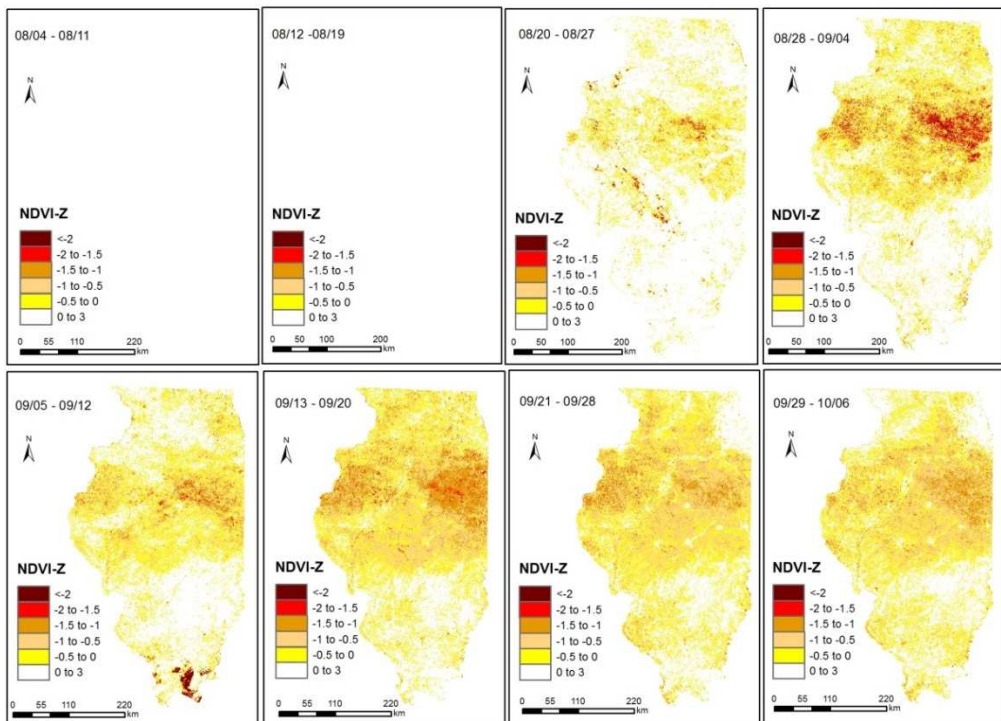 08/04 - 08/11
N
NDVI-Z
<-2
-2 to -1.5
-1.5 to -1
-1 to -0.5
-0.5 to 0
0 to 3
0 55 110 220
km
08/12 -08/19
N
NDVI-Z
<-2
-2 to -1.5
-1.5 to -1
-1 to -0.5
-0.5 to 0
0 to 3
0 50 100 200
km
08/20 - 08/27
N
NDVI-Z
<-2
-2 to -1.5
-1.5 to -1
-1 to -0.5
-0.5 to 0
0 to 3
0 50 100 200
km
08/28 - 09/04
N
NDVI-Z
<-2
-2 to -1.5
-1.5 to -1
-1 to -0.5
-0.5 to 0
0 to 3
0 50 100 200
km
09/05 - 09/12
N
NDVI-Z
<-2
-2 to -1.5
-1.5 to -1
-1 to -0.5
-0.5 to 0
0 to 3
0 55 110 220
km
09/13 - 09/20
N
NDVI-Z
<-2
-2 to -1.5
-1.5 to -1
-1 to -0.5
-0.5 to 0
0 to 3
0 55 110 220
km
09/21 - 09/28
N
NDVI-Z
<-2
-2 to -1.5
-1.5 to -1
-1 to -0.5
-0.5 to 0
0 to 3
0 55 110 220
km
09/29 - 10/06
N
NDVI-Z
<-2
-2 to -1.5
-1.5 to -1
-1 to -0.5
-0.5 to 0
0 to 3
0 55 110 220
km